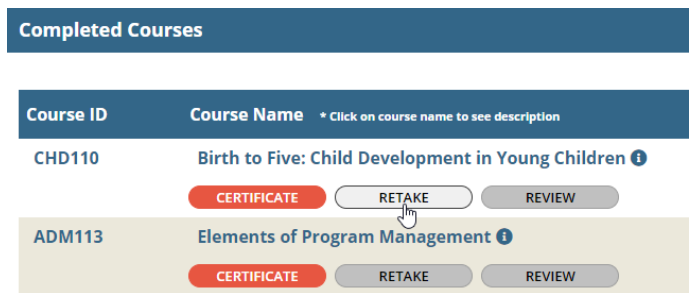 Completed Courses
Course ID Course Name * Click on course name to see description
CHD110 Birth to Five: Child Development in Young Children i
CERTIFICATE RETAKE REVIEW
ADM113 Elements of Program Management i
CERTIFICATE RETAKE REVIEW